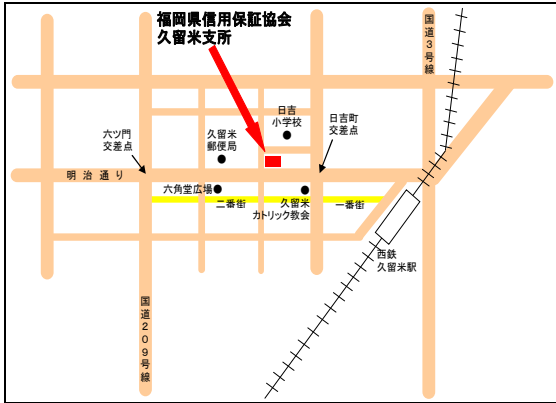 福岡県信用保証協会
久留米支所
国道3号線
日吉
小学校
日吉町
交差点
六ツ門
交差点
久留米
郵便局
明治通り
六角堂広場
二番街
久留米
カトリック教会
一番街
西鉄
久留米駅
国道209号線